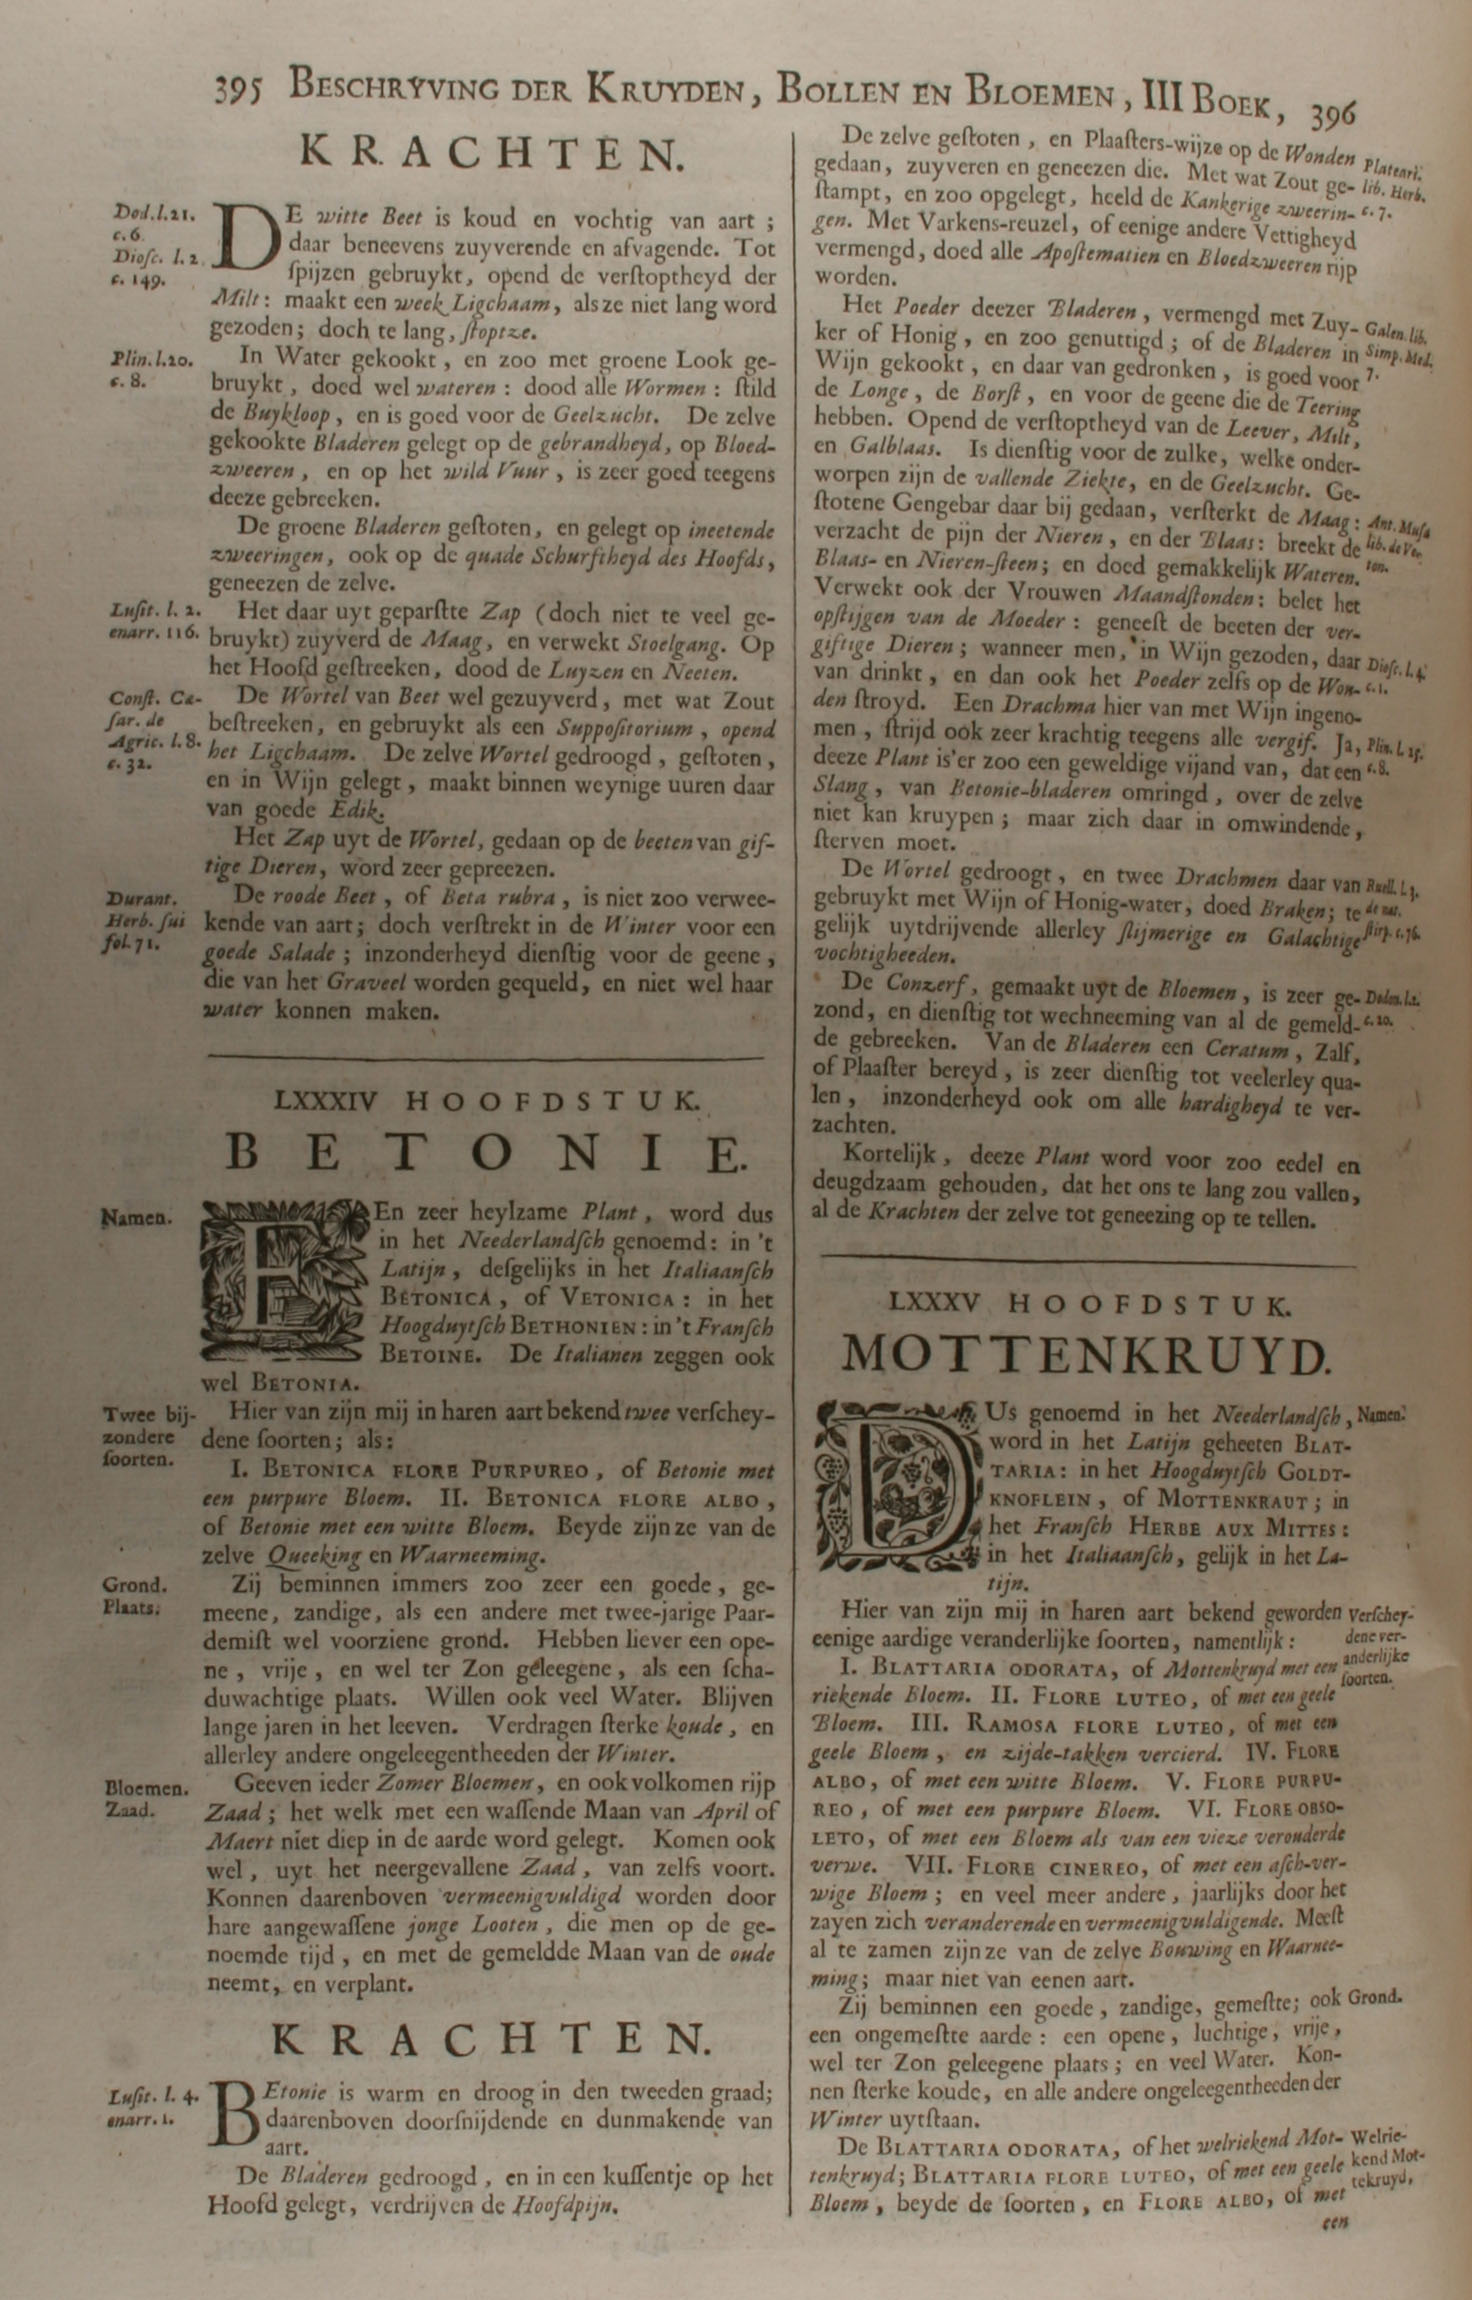 395 BESCHRYVING DER KRUYDEN, BOLLEN EN BLOEMEN, III BOEK, 396
KRACHTEN.
Dod. l. 21.
c. 6.
Diosc. l. 2.
c. 149.
DE witte Beet is koud en vochtig van aart ;
daar beneevens zuyverende en afvagende. Tot
ſpijzen gebruykt, opend de verſtoptheyd der
Milt: maakt een week Ligchaam, als ze niet lang word
gezoden; doch te lang, ſtoptze.
Plin. l. 20.
c. 8.
In Water gekookt, en zoo met groene Look ge-
bruykt, doed wel wateren : dood alle Wormen : ſtild
de Buykloop, en is goed voor de Geelzucht. De zelve
gekookte Bladeren gelegt op de gebrandheyd, op Bloed-
zweeren, en op het wild Vuur, is zeer goed teegens
deeze gebreeken.
De groene Bladeren geſtoten, en gelegt op ineetende
zweeringen, ook op de quade Schurftheyd des Hoofds,
geneezen de zelve.
Luſit. l. 2.
enarr. 116.
Het daar uyt geparſtte Zap (doch niet te veel ge-
bruykt) zuyverd de Maag, en verwekt Stoelgang. Op
het Hoofd geſtreeken, dood de Luyzen en Neeten.
Conſt. Cæ-
ſar. de
Agric. l. 8.
c. 32.
De Wortel van Beet wel gezuyverd, met wat Zout
beſtreeken, en gebruykt als een Suppoſitorium, opend
het Ligchaam. De zelve Wortel gedroogd, geſtoten,
en in Wijn gelegt, maakt binnen weynige uuren daar
van goede Edik.
Het Zap uyt de Wortel, gedaan op de beeten van gif-
tige Dieren, word zeer gepreezen.
Durant.
Herb. ſui
fol. 71.
De roode Beet, of Beta rubra, is niet zoo verwee-
kende van aart; doch verſtrekt in de Winter voor een
goede Salade ; inzonderheyd dienſtig voor de geene,
die van het Graveel worden gequeld, en niet wel haar
water konnen maken.
LXXXIV HOOFDSTUK.
BETONIE.
Namen.
EEn zeer heylzame Plant, word dus
in het Neederlandſch genoemd: in 't
Latijn, deſgelijks in het Italiaanſch
BETONICA, of VETONICA: in het
Hoogduytſch BETHONIEN: in 't Franſch
BETOINE. De Italianen zeggen ook
wel BETONIA.
Twee bij-
zondere
ſoorten.
Hier van zijn mij in haren aart bekend twee verſchey-
dene ſoorten; als:
I. BETONICA FLORE PURPUREO, of Betonie met
een purpure Bloem. II. BETONICA FLORE ALBO,
of Betonie met een witte Bloem. Beyde zijn ze van de
zelve Queeking en Waarneeming.
Grond.
Plaats.
Zij beminnen immers zoo zeer een goede, ge-
meene, zandige, als een andere met twee-jarige Paar-
demiſt wel voorziene grond. Hebben liever een ope-
ne, vrije, en wel ter Zon geleegene, als een ſcha-
duwachtige plaats. Willen ook veel Water. Blijven
lange jaren in het leeven. Verdragen ſterke koude, en
allerley andere ongeleegentheeden der Winter.
Bloemen.
Zaad.
Geeven ieder Zomer Bloemen, en ook volkomen rijp
Zaad ; het welk met een waſſende Maan van April of
Maert niet diep in de aarde word gelegt. Komen ook
wel, uyt het neergevallene Zaad, van zelfs voort.
Konnen daarenboven vermeenigvuldigd worden door
hare aangewaſſene jonge Looten, die men op de ge-
noemde tijd, en met de gemeldde Maan van de oude
neemt, en verplant.
KRACHTEN.
Luſit. l. 4.
enarr. 1.
BEtonie is warm en droog in den tweeden graad;
daarenboven doorſnijdende en dunmakende van
aart.
De Bladeren gedroogd, en in een kuſſentje op het
Hoofd gelegt, verdrijven de Hoofdpijn.
De zelve geſtoten, en Plaaſters-wijze op de Wonden
gedaan, zuyveren en geneezen die. Met wat Zout ge-
ſtampt, en zoo opgelegt, heeld de Kankerige zweerin-
gen. Met Varkens-reuzel, of eenige andere Vettigheyd
vermengd, doed alle Apoſtematien en Bloedzweeren rijp
worden.
Plateari.
lib. Herb.
c. 7.
Het Poeder deezer Bladeren, vermengd met Zuy-
ker of Honig, en zoo genuttigd ; of de Bladeren in
Wijn gekookt, en daar van gedronken, is goed voor
de Longe, de Borſt, en voor de geene die de Teering
hebben. Opend de verſtoptheyd van de Leever, Milt,
en Galblaas. Is dienſtig voor de zulke, welke onder-
worpen zijn de vallende Ziekte, en de Geelzucht. Ge-
ſtotene Gengebar daar bij gedaan, verſterkt de Maag:
verzacht de pijn der Nieren, en der Blaas: breekt de
Blaas- en Nieren-ſteen; en doed gemakkelijk Wateren.
Verwekt ook der Vrouwen Maandſtonden: belet het
opſtijgen van de Moeder : geneeſt de beeten der ver-
giftige Dieren ; wanneer men, in Wijn gezoden, daar
van drinkt, en dan ook het Poeder zelfs op de Won-
den ſtroyd. Een Drachma hier van met Wijn ingeno-
men, ſtrijd ook zeer krachtig teegens alle vergif. Ja,
deeze Plant is'er zoo een geweldige vijand van, dat een
Slang, van Betonie-bladeren omringd, over de zelve
niet kan kruypen ; maar zich daar in omwindende,
ſterven moet.
Galen. lib.
Simp. Med.
7.
Ant. Muſa
lib. de Ve-
ton.
Dioſc. l. 4.
c. 1.
Plin. l. 25.
c. 8.
De Wortel gedroogt, en twee Drachmen daar van
gebruykt met Wijn of Honig-water, doed Braken; te
gelijk uytdrijvende allerley ſlijmerige en Galachtige
vochtigheeden.
Ruell. l. 3.
de nat.
ſtirp. c. 76.
De Conzerf, gemaakt uyt de Bloemen, is zeer ge-
zond, en dienſtig tot wechneeming van al de gemeld-
de gebreeken. Van de Bladeren een Ceratum, Zalf,
of Plaaſter bereyd, is zeer dienſtig tot veelerley qua-
len, inzonderheyd ook om alle hardigheyd te ver-
zachten.
Dodon. l. 2.
c. 20.
Kortelijk, deeze Plant word voor zoo eedel en
deugdzaam gehouden, dat het ons te lang zou vallen,
al de Krachten der zelve tot geneezing op te tellen.
LXXXV HOOFDSTUK.
MOTTENKRUYD.
DUs genoemd in het Neederlandſch,
word in het Latijn geheeten BLAT-
TARIA: in het Hoogduytſch GOLDT-
KNOFLEIN, of MOTTENKRAUT; in
het Franſch HERBE AUX MITTES:
in het Italiaanſch, gelijk in het La-
tijn.
Namen.
Hier van zijn mij in haren aart bekend geworden
eenige aardige veranderlijke ſoorten, namentlijk:
I. BLATTARIA ODORATA, of Mottenkruyd met een
riekende Bloem. II. FLORE LUTEO, of met een geele
Bloem. III. RAMOSA FLORE LUTEO, of met een
geele Bloem, en zijde-takken vercierd. IV. FLORE
ALBO, of met een witte Bloem. V. FLORE PURPU-
REO, of met een purpure Bloem. VI. FLORE OBSO-
LETO, of met een Bloem als van een vieze verouderde
verwe. VII. FLORE CINEREO, of met een aſch-ver-
wige Bloem ; en veel meer andere, jaarlijks door het
zayen zich veranderende en vermeenigvuldigende. Meeſt
al te zamen zijn ze van de zelve Bouwing en Waarnee-
ming; maar niet van eenen aart.
Verſchey-
dene ver-
anderlijke
ſoorten.
Zij beminnen een goede, zandige, gemeſtte; ook
een ongemeſtte aarde : een opene, luchtige, vrije,
wel ter Zon geleegene plaats ; en veel Water. Kon-
nen ſterke koude, en alle andere ongeleegentheeden der
Winter uytſtaan.
Grond.
De BLATTARIA ODORATA, of het welriekend Mot-
tenkruyd; BLATTARIA FLORE LUTEO, of met een geele
Bloem, beyde de ſoorten, en FLORE ALBO, of met
Welrie-
kend Mot-
tekruyd.
een